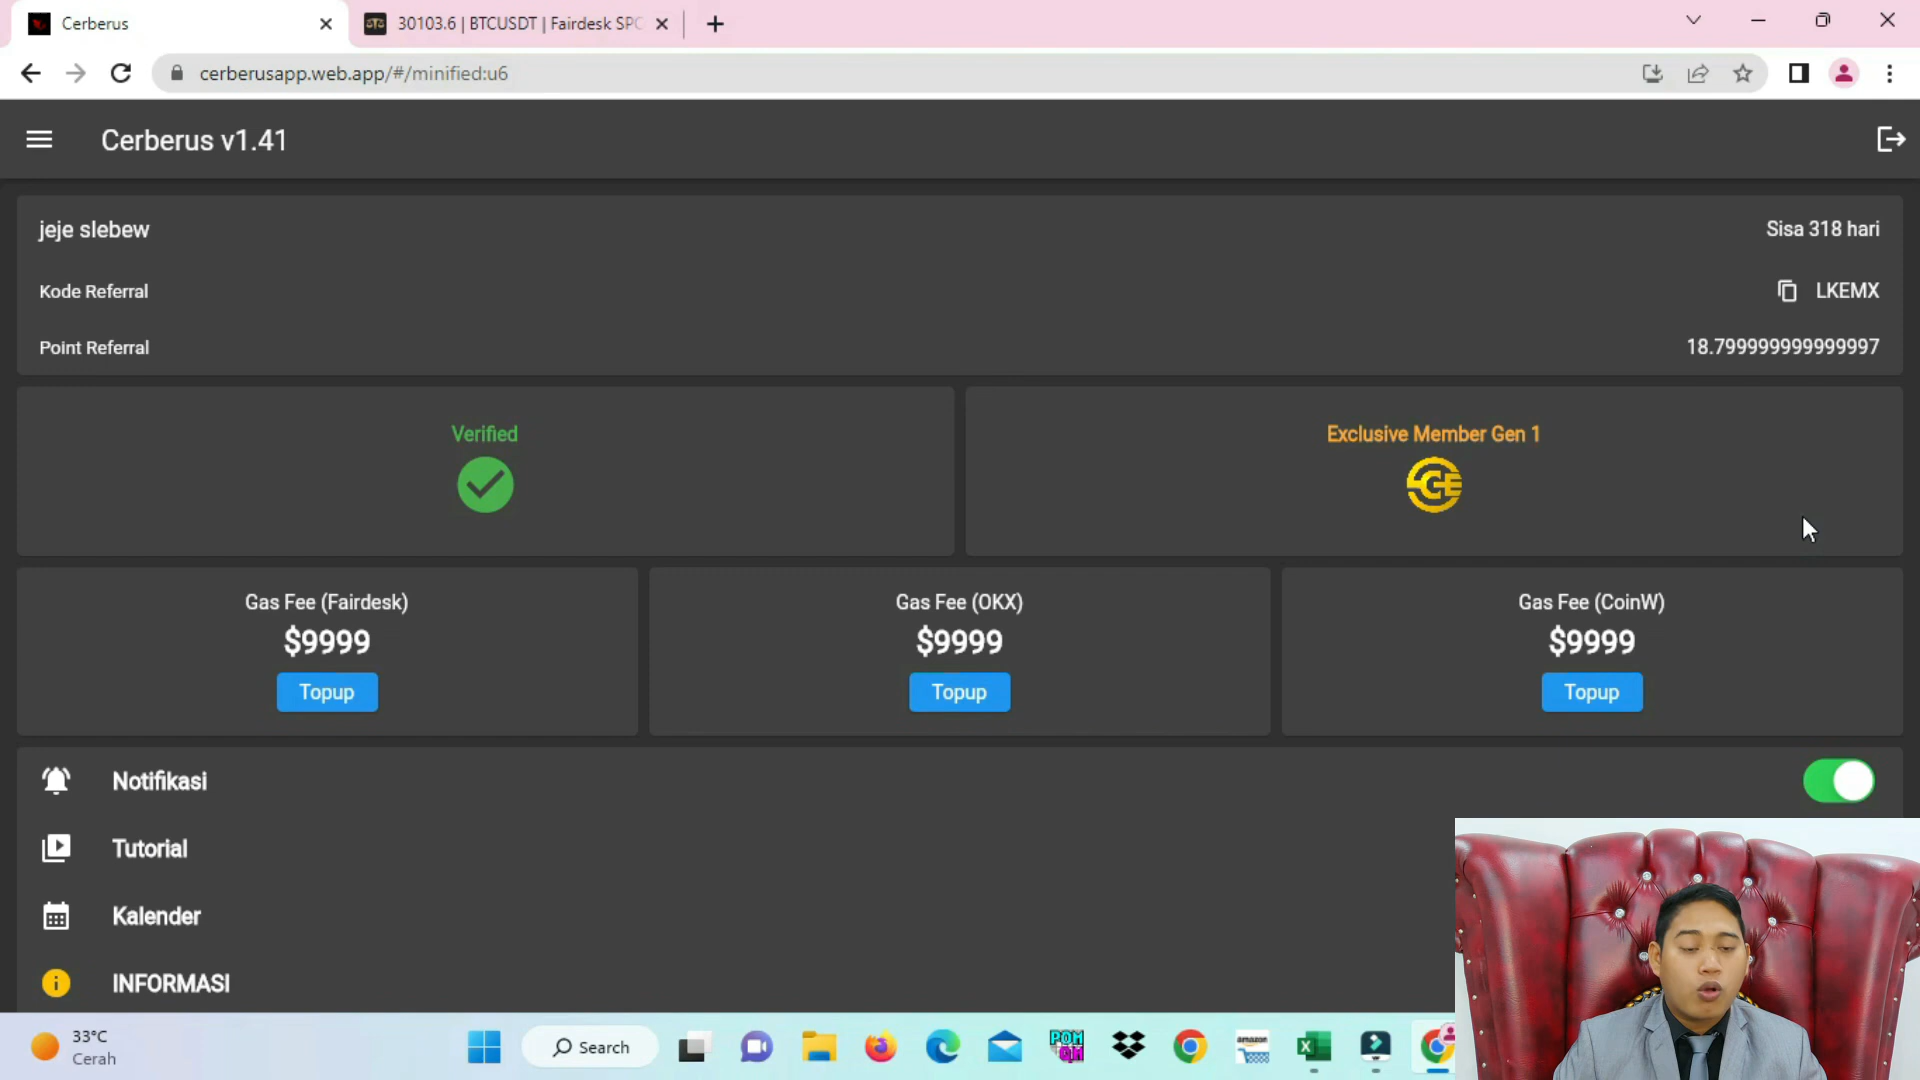 Cerberus
30103.6 | BTCUSDT | Fairdesk SPO
cerberusapp.web.app/#/minified:u6
Cerberus v1.41
jeje slebew
Sisa 318 hari
Kode Referral
LKEMX
Point Referral
18.799999999999997
Verified
Exclusive Member Gen 1
Gas Fee (Fairdesk)
$9999
Topup
Gas Fee (OKX)
$9999
Topup
Gas Fee (CoinW)
$9999
Topup
Notifikasi
Tutorial
Kalender
INFORMASI
33°C
Cerah
Search
amazon